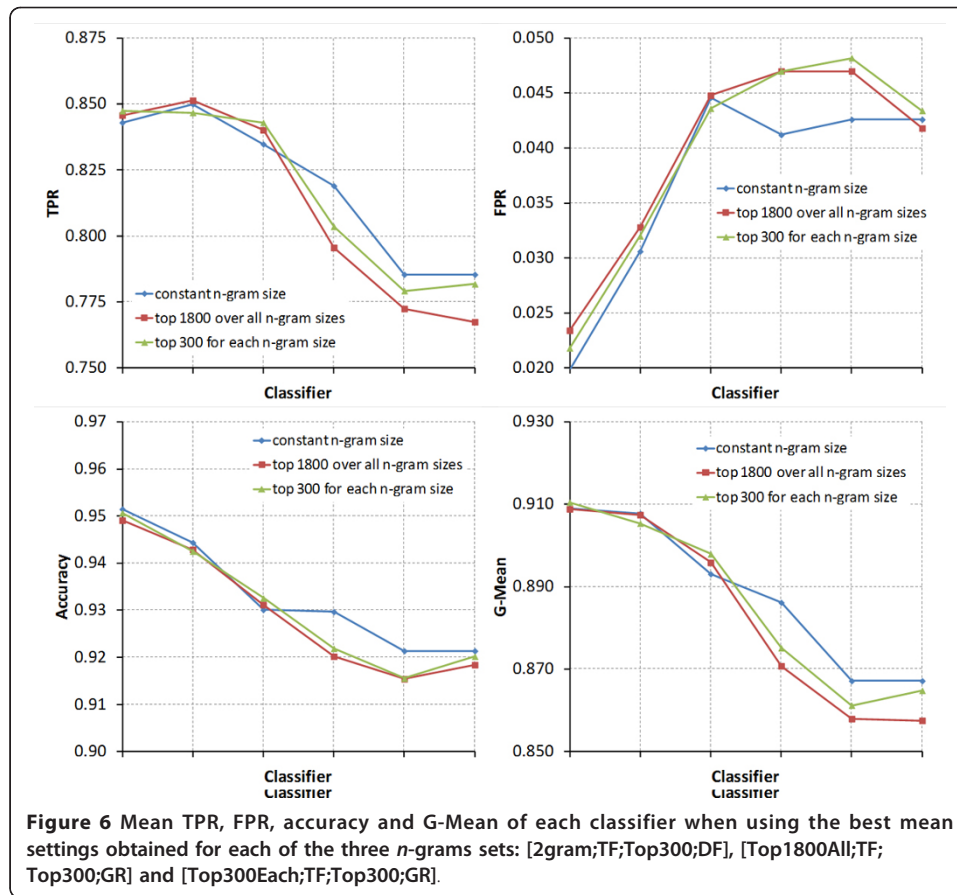 0.875
0.850
0.825
0.800
0.775
0.750
TPR
constant n-gram size
top 1800 over all n-gram sizes
top 300 for each n-gram size
Classifier
0.050
0.045
0.040
0.035
0.030
0.025
0.020
FPR
constant n-gram size
top 1800 over all n-gram sizes
top 300 for each n-gram size
Classifier
0.97
0.96
0.95
0.94
0.93
0.92
0.91
0.90
Accuracy
constant n-gram size
top 1800 over all n-gram sizes
top 300 for each n-gram size
Classifier
Classifier
0.930
0.910
0.890
0.870
0.850
G-Mean
constant n-gram size
top 1800 over all n-gram sizes
top 300 for each n-gram size
Classifier
Classifier
Figure 6 Mean TPR, FPR, accuracy and G-Mean of each classifier when using the best mean
settings obtained for each of the three n-grams sets: [2gram;TF;Top300;DF], [Top1800All;TF;
Top300;GR] and [Top300Each;TF;Top300;GR].